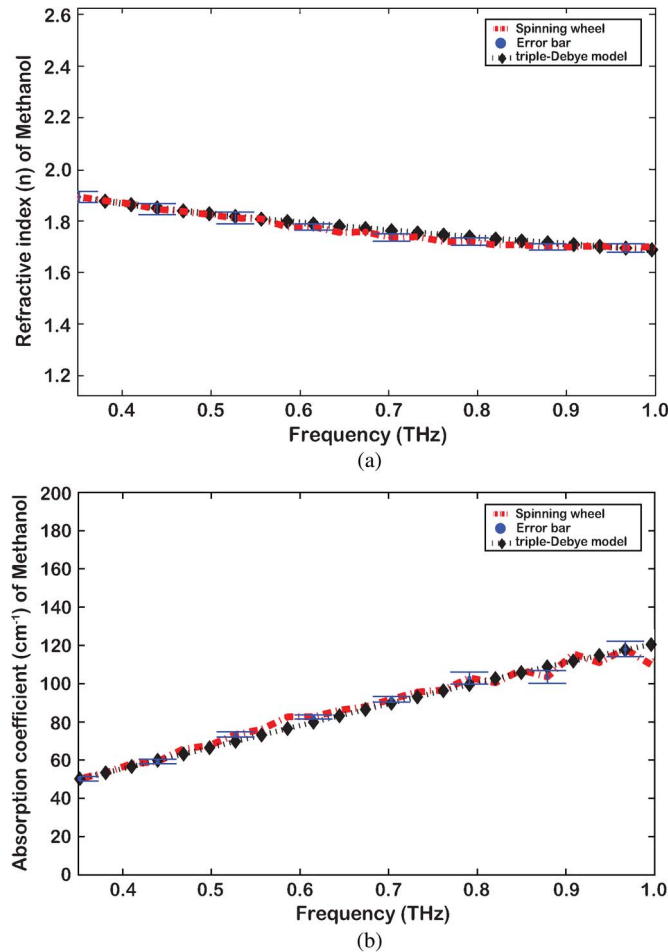 2.6
2.4
2.2
2.0
1.8
1.6
1.4
1.2
Refractive index (n) of Methanol
Spinning wheel
Error bar
triple-Debye model
0.4 0.5 0.6 0.7 0.8 0.9 1.0
Frequency (THz)
(a)
200
180
160
140
120
100
80
60
40
20
0
Absorption coefficient (cm⁻¹) of Methanol
Spinning wheel
Error bar
triple-Debye model
0.4 0.5 0.6 0.7 0.8 0.9 1.0
Frequency (THz)
(b)